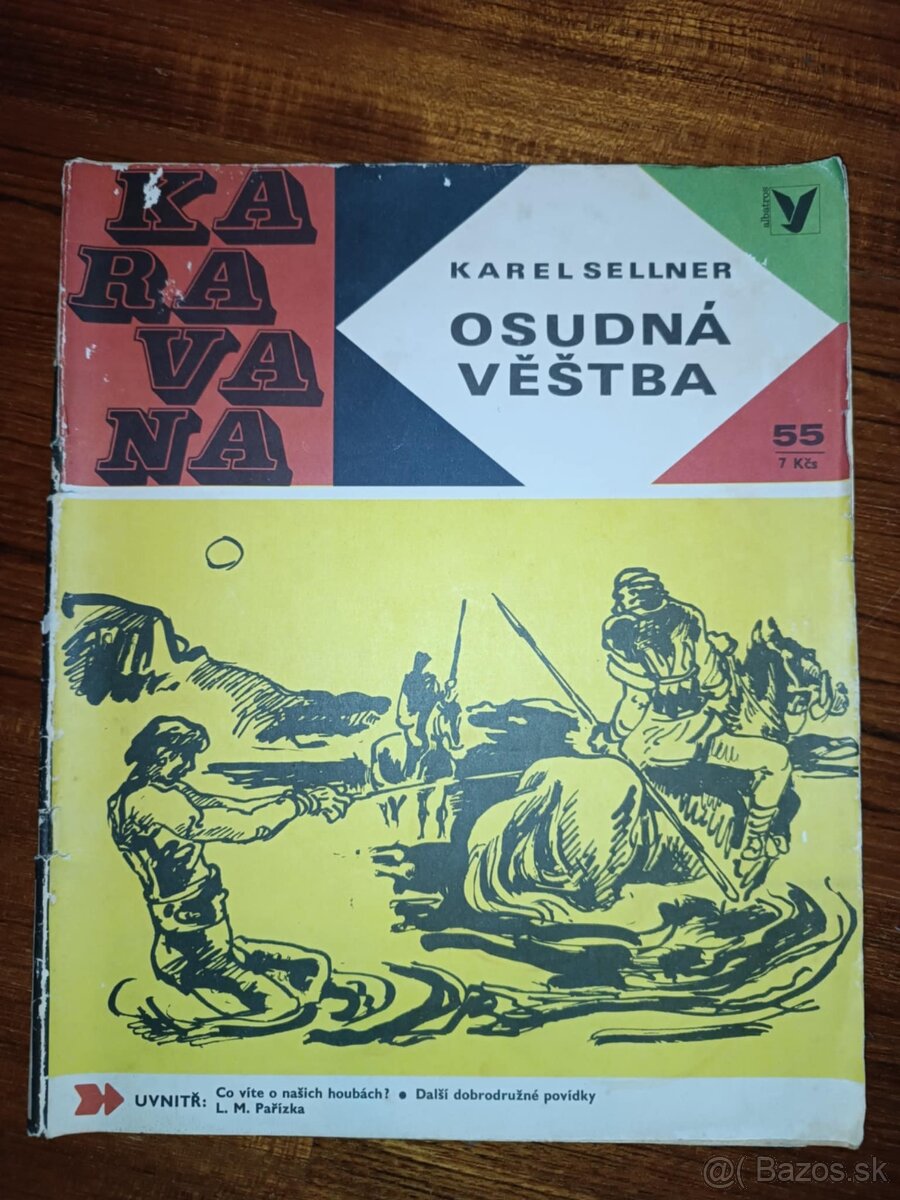 KA
RA
VA
NA
albatros
KAREL SELLNER
OSUDNÁ
VĚŠTBA
55
7 Kčs
UVNITŘ: Co víte o našich houbách? • Další dobrodružné povídky
L. M. Pařízka
@( Bazos.sk